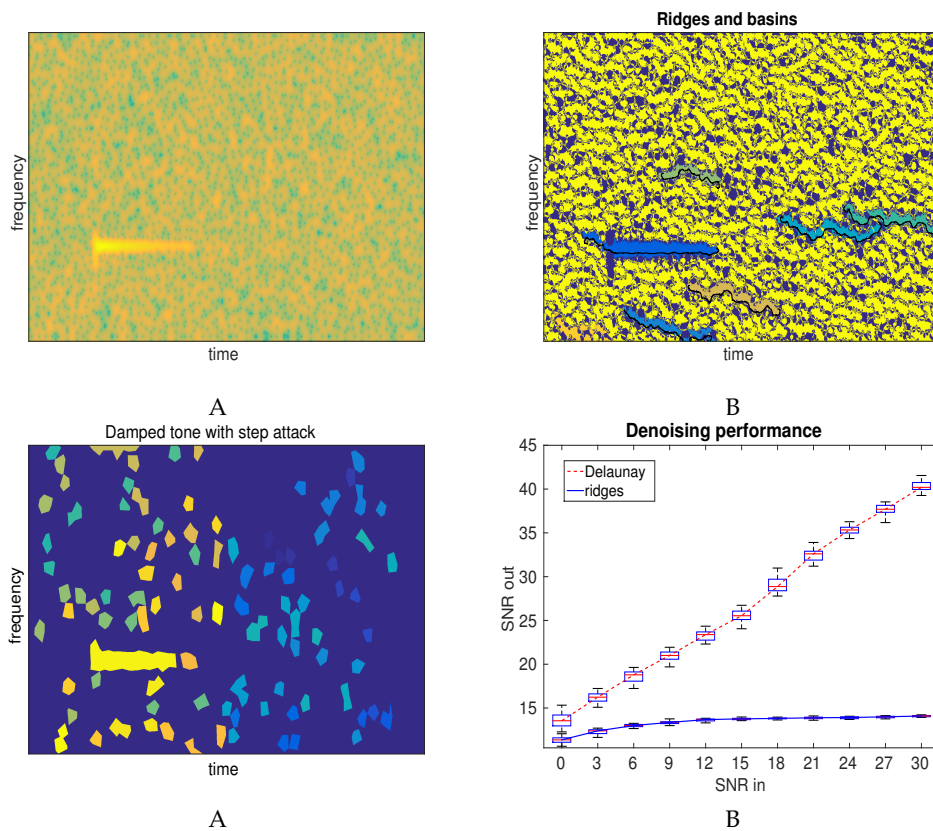 Ridges and basins
frequency
time
frequency
time
A
B
Damped tone with step attack
frequency
time
A
Denoising performance
Delaunay
ridges
SNR out
45
40
35
30
25
20
15
0 3 6 9 12 15 18 21 24 27 30
SNR in
B